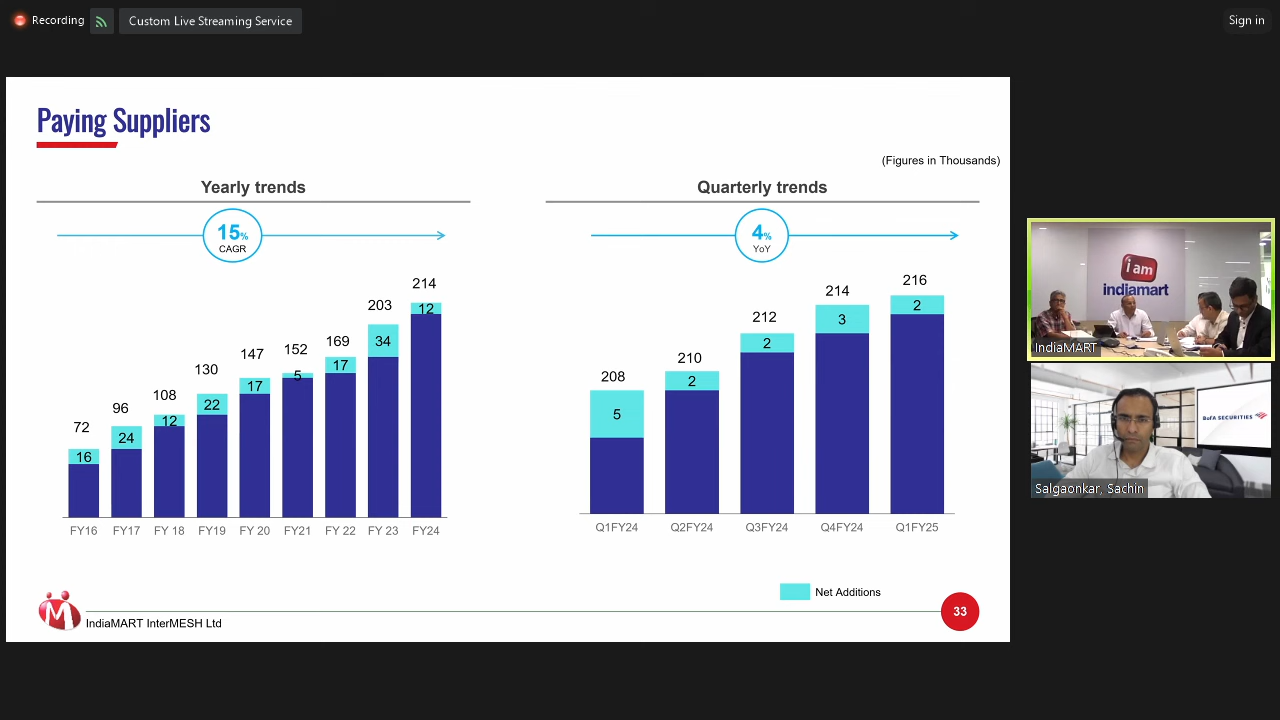 Recording
Custom Live Streaming Service
Sign in
Paying Suppliers
(Figures in Thousands)
Yearly trends
15%
CAGR
72 96 108 130 147 152 169 203 214
16 24 12 22 17 5 17 34 12
FY16 FY17 FY 18 FY19 FY 20 FY21 FY 22 FY 23 FY24
Quarterly trends
4%
YoY
208 210 212 214 216
5 2 2 3 2
Q1FY24 Q2FY24 Q3FY24 Q4FY24 Q1FY25
Net Additions
IndiaMART InterMESH Ltd
33
i am
indiamart
IndiaMART
BofA SECURITIES
Salgaonkar, Sachin